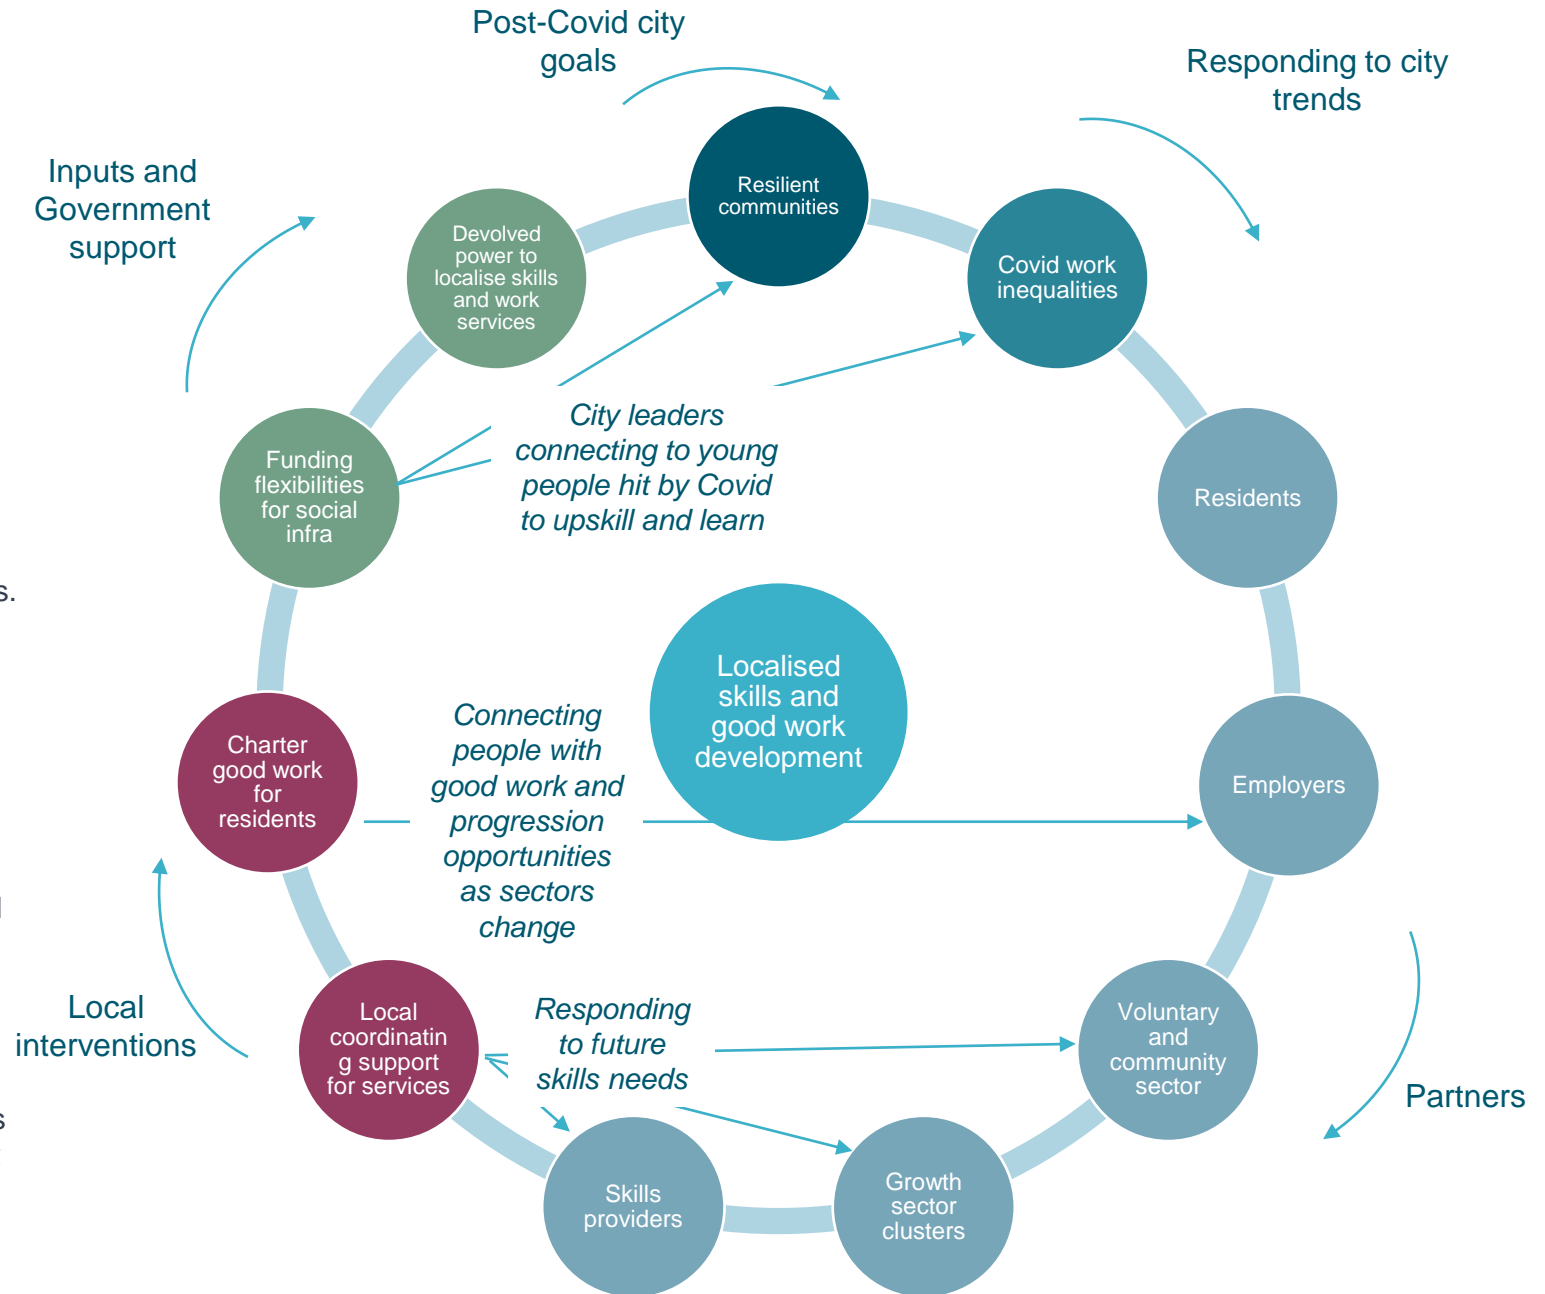 Post-Covid city
goals
Responding to city
trends
Inputs and
Government
support
Resilient
communities
Devolved
power to
localise skills
and work
services
Covid work
inequalities
City leaders
connecting to young
people hit by Covid
to upskill and learn
Funding
flexibilities
for social
infra
Residents
s.
Localised
skills and
good work
development
Connecting
people with
good work and
progression
opportunities
as sectors
change
Charter
good work
for
residents
Employers
Local
interventions
Local
coordinatin
g support
for services
Responding
to future
skills needs
Voluntary
and
community
sector
Partners
s
Skills
providers
Growth
sector
clusters